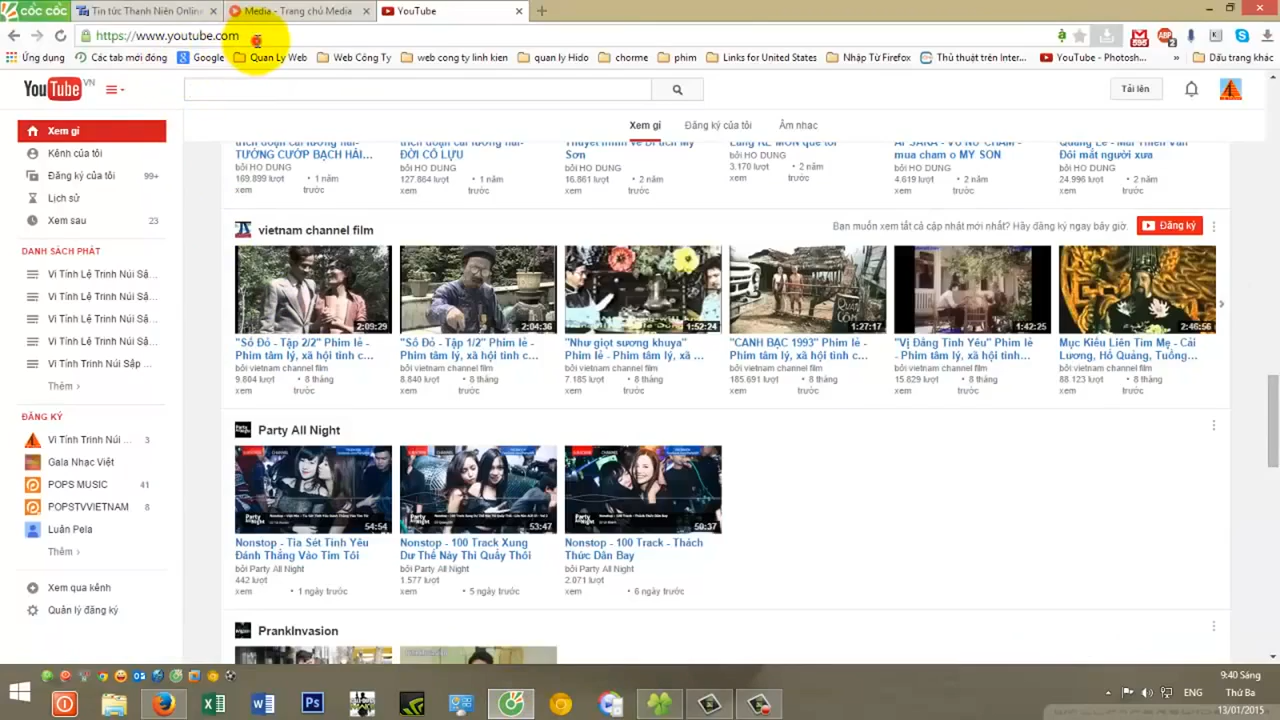 cốc cốc
Tin tức Thanh Niên Online
Media - Trang chủ Media
YouTube
https://www.youtube.com
Ứng dụng
Các tab mới đóng
Google
Quan Ly Web
Web Công Ty
web cong ty linh kien
quan ly Hido
chorme
phim
Links for United States
Nhập Từ Firefox
Thủ thuật trên Inter...
YouTube - Photosh...
»
Dấu trang khác
YouTube VN
Tải lên
Xem gì
Đăng ký của tôi
Âm nhạc
Xem gì
Kênh của tôi
Đăng ký của tôi 99+
Lịch sử
Xem sau 23
DANH SÁCH PHÁT
Vi Tính Lệ Trinh Núi Sậ...
Vi Tính Lệ Trinh Núi Sậ...
Vi Tính Lệ Trinh Núi Sậ...
Vi Tính Lệ Trinh Núi Sậ...
Vi Tính Trinh Núi Sập ...
Thêm ›
ĐĂNG KÝ
Vi Tính Trinh Núi ... 3
Gala Nhạc Việt
POPS MUSIC 41
POPSTVVIETNAM 8
Luân Pela
Thêm ›
Xem qua kênh
Quản lý đăng ký
TƯỜNG CƯỚP BẠCH HẢI...
bởi HO DUNG
169.899 lượt xem • 1 năm trước
ĐỜI CÔ LỰU
bởi HO DUNG
127.864 lượt xem • 1 năm trước
Sơn
bởi HO DUNG
16.861 lượt xem • 2 năm trước
bởi HO DUNG
3.170 lượt xem • 2 năm trước
mua cham o MY SON
bởi HO DUNG
4.619 lượt xem • 2 năm trước
Đôi mắt người xưa
bởi HO DUNG
24.996 lượt xem • 2 năm trước
vietnam channel film
Bạn muốn xem tất cả cập nhật mới nhất? Hãy đăng ký ngay bây giờ.
Đăng ký
2:09:29
2:04:36
1:52:24
1:27:17
1:42:25
2:46:56
"Số Đỏ - Tập 2/2" Phim lẻ - Phim tâm lý, xã hội tình c...
bởi vietnam channel film
9.804 lượt xem • 8 tháng trước
"Số Đỏ - Tập 1/2" Phim lẻ - Phim tâm lý, xã hội tình c...
bởi vietnam channel film
8.840 lượt xem • 8 tháng trước
"Như giọt sương khuya" Phim lẻ - Phim tâm lý, xã ...
bởi vietnam channel film
7.185 lượt xem • 8 tháng trước
"CANH BẠC 1993" Phim lẻ - Phim tâm lý, xã hội tình c...
bởi vietnam channel film
185.691 lượt xem • 8 tháng trước
"Vị Đắng Tình Yêu" Phim lẻ - Phim tâm lý, xã hội tình c...
bởi vietnam channel film
15.829 lượt xem • 8 tháng trước
Mục Kiều Liên Tìm Mẹ - Cải Lương, Hồ Quảng, Tuồng...
bởi vietnam channel film
88.123 lượt xem • 8 tháng trước
Party All Night
54:54
53:47
50:37
Nonstop - Tia Sét Tình Yêu Đánh Thẳng Vào Tim Tôi
bởi Party All Night
442 lượt xem • 1 ngày trước
Nonstop - 100 Track Xung Dư Thế Này Thì Quẩy Thôi
bởi Party All Night
1.577 lượt xem • 5 ngày trước
Nonstop - 100 Track - Thách Thức Dân Bay
bởi Party All Night
2.071 lượt xem • 6 ngày trước
PrankInvasion
ENG
9:40 Sáng
Thứ Ba
13/01/2015